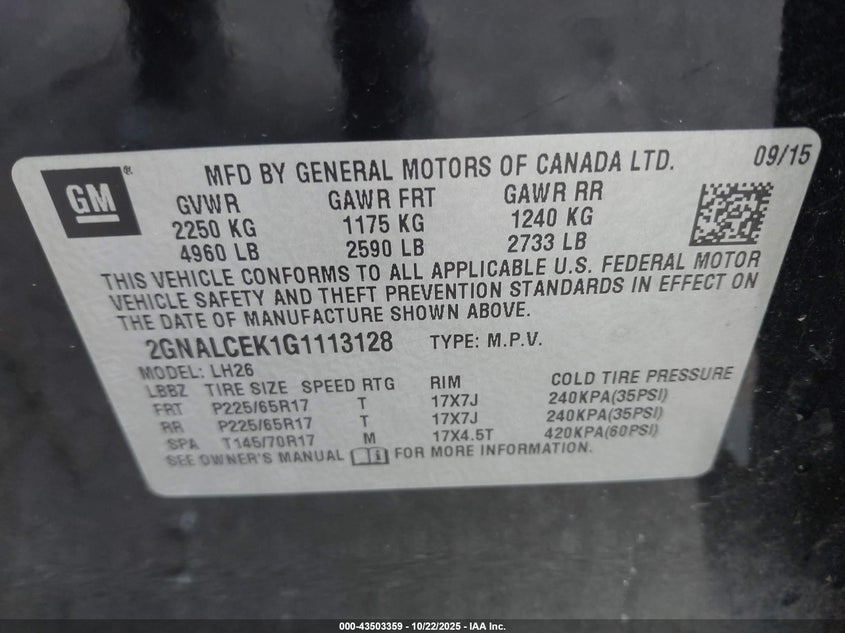 GM ®
MFD BY GENERAL MOTORS OF CANADA LTD. 09/15
GVWR GAWR FRT GAWR RR
2250 KG 1175 KG 1240 KG
4960 LB 2590 LB 2733 LB
THIS VEHICLE CONFORMS TO ALL APPLICABLE U.S. FEDERAL MOTOR
VEHICLE SAFETY AND THEFT PREVENTION STANDARDS IN EFFECT ON
THE DATE OF MANUFACTURE SHOWN ABOVE.
2GNALCEK1G1113128 TYPE: M.P.V.
MODEL: LH26
LBBZ TIRE SIZE SPEED RTG RIM COLD TIRE PRESSURE
FRT P225/65R17 T 17X7J 240KPA(35PSI)
RR P225/65R17 T 17X7J 240KPA(35PSI)
SPA T145/70R17 M 17X4.5T 420KPA(60PSI)
SEE OWNER'S MANUAL FOR MORE INFORMATION.
000-43503359 - 10/22/2025 - IAA Inc.